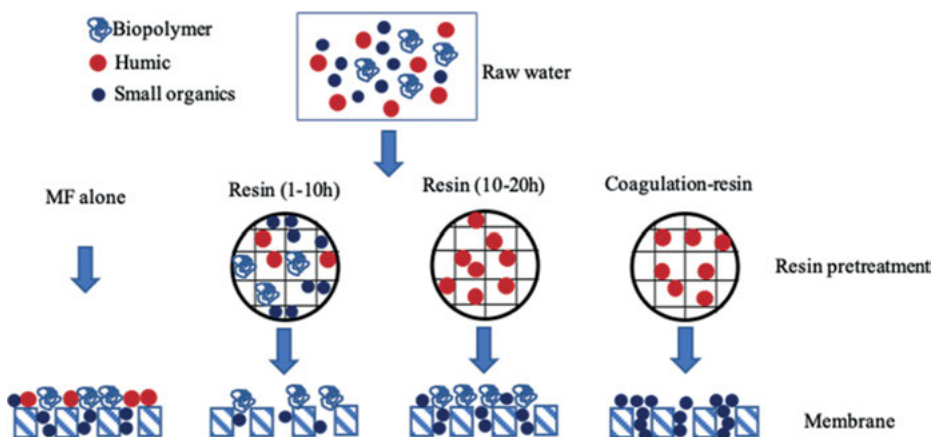 Biopolymer
Humic
Small organics
Raw water
MF alone
Resin (1-10h)
Resin (10-20h)
Coagulation-resin
Resin pretreatment
Membrane